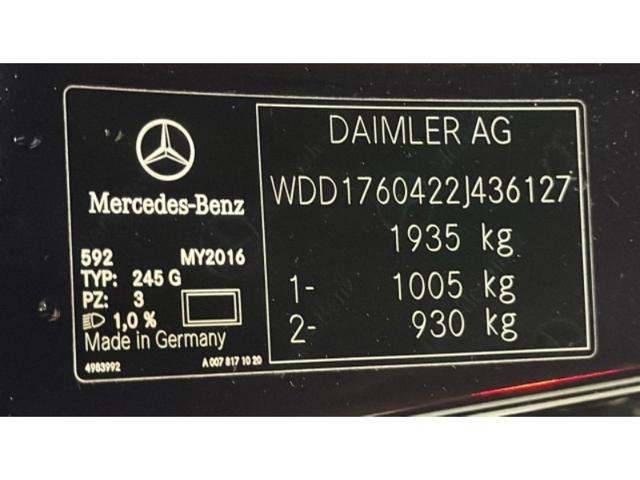 Mercedes-Benz
592 MY2016
TYP: 245 G
PZ: 3
1,0 %
Made in Germany
4983992 A 007 817 10 20
DAIMLER AG
WDD1760422J436127
1935 kg
1- 1005 kg
2- 930 kg